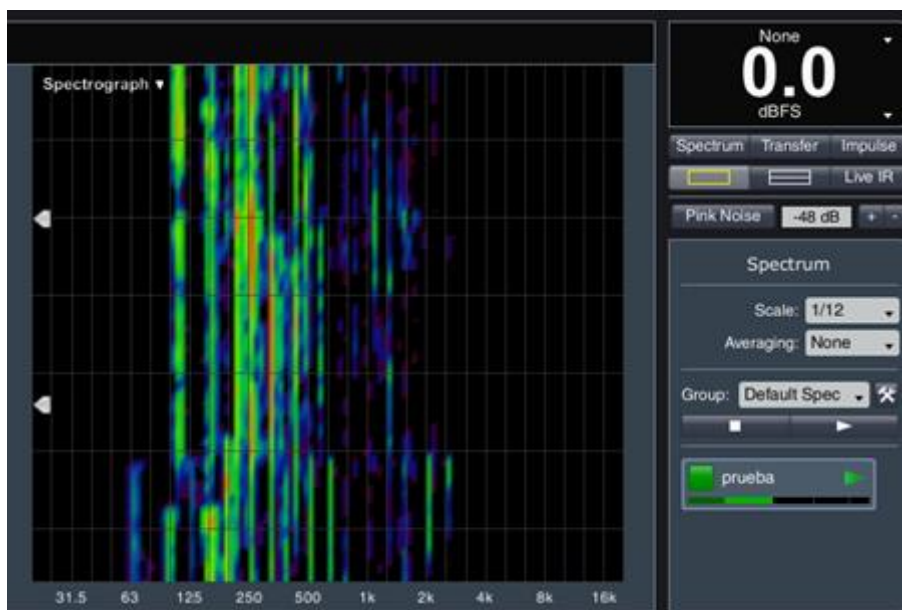 Spectrograph ▾
31.5 63 125 250 500 1k 2k 4k 8k 16k
None
0.0
dBFS
Spectrum Transfer Impulse
Live IR
Pink Noise -48 dB + -
Spectrum
Scale: 1/12
Averaging: None
Group: Default Spec
prueba